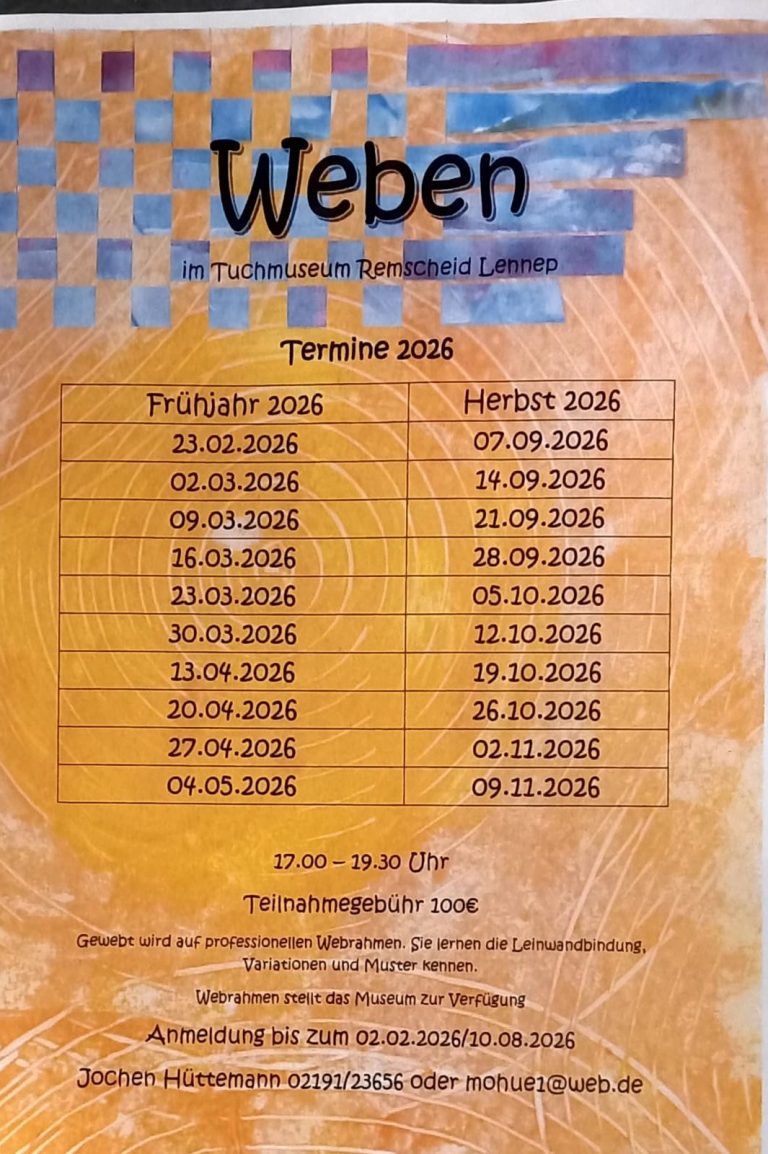 Weben
im Tuchmuseum Remscheid Lennep
Termine 2026
Frühjahr 2026 Herbst 2026
23.02.2026 07.09.2026
02.03.2026 14.09.2026
09.03.2026 21.09.2026
16.03.2026 28.09.2026
23.03.2026 05.10.2026
30.03.2026 12.10.2026
13.04.2026 19.10.2026
20.04.2026 26.10.2026
27.04.2026 02.11.2026
04.05.2026 09.11.2026
17.00 – 19.30 Uhr
Teilnahmegebühr 100€
Gewebt wird auf professionellen Webrahmen. Sie lernen die Leinwandbindung,
Variationen und Muster kennen.
Webrahmen stellt das Museum zur Verfügung
Anmeldung bis zum 02.02.2026/10.08.2026
Jochen Hüttemann 02191/23656 oder mohue1@web.de